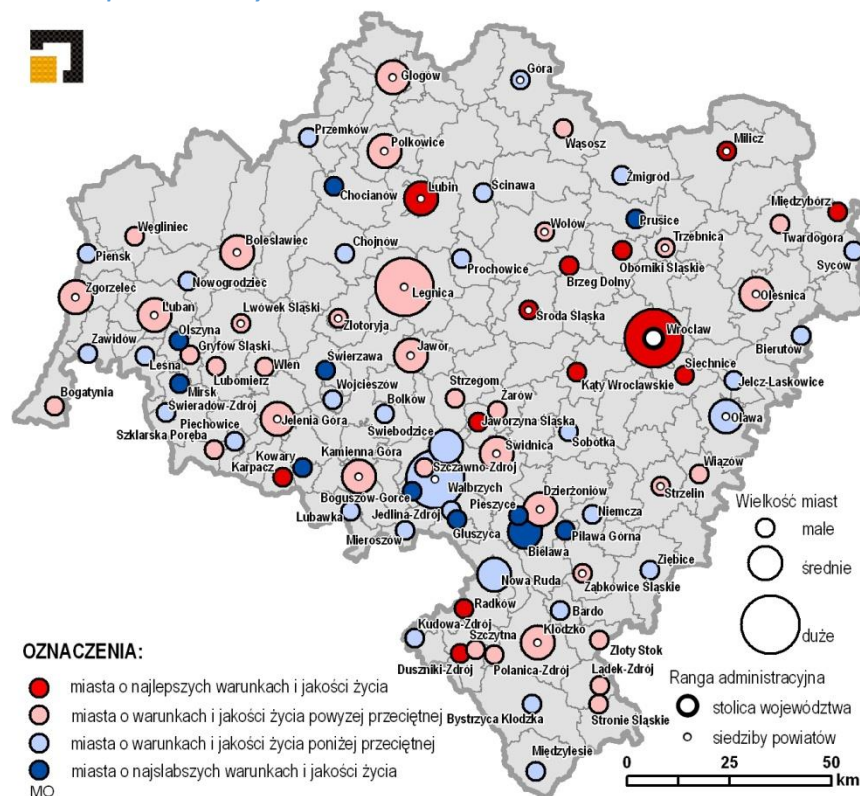 Głogów
Góra
Przemków
Polkowice
Wąsosz
Milicz
Żmigród
Chocianów
Lubin
Ścinawa
Międzybórz
Prusice
Twardogóra
Węgliniec
Wołów
Trzebnica
Bolesławiec
Chojnów
Pieńsk
Prochowice
Oborniki Śląskie
Syców
Nowogrodziec
Brzeg Dolny
Zgorzelec
Legnica
Oleśnica
Lubań
Lwówek Śląski
Złotoryja
Środa Śląska
Wrocław
Olszyna
Zawidów
Gryfów Śląski
Jawor
Bierutów
Leśna
Wleń
Świerzawa
Siechnice
Lubomierz
Kąty Wrocławskie
Mirsk
Wojcieszów
Strzegom
Żarów
Jelcz-Laskowice
Bogatynia
Świeradów-Zdrój
Bolków
Jaworzyna Śląska
Oława
Piechowice
Jelenia Góra
Świebodzice
Sobótka
Szklarska Poręba
Kamienna Góra
Świdnica
Kowary
Szczawno-Zdrój
Wiązów
Karpacz
Wałbrzych
Strzelin
Boguszow-Gorce
Pieszyce
Dzierżoniów
Lubawka
Jedlina-Zdrój
Niemcza
Głuszyca
Mieroszow
Bielawa
Piława Górna
Ziębice
Nowa Ruda
Ząbkowice Śląskie
Radków
Bardo
Kudowa-Zdrój
Szczytna
Kłodzko
Złoty Stok
Duszniki-Zdrój
Polanica-Zdrój
Lądek-Zdrój
Bystrzyca Kłodzka
Stronie Śląskie
Międzylesie
OZNACZENIA:
miasta o najlepszych warunkach i jakości życia
miasta o warunkach i jakości życia powyzej przeciętnej
miasta o warunkach i jakości życia poniżej przeciętnej
miasta o najslabszych warunkach i jakości życia
MO
Wielkość miast
male
średnie
duże
Ranga administracyjna
stolica województwa
siedziby powiatów
0 25 50
km